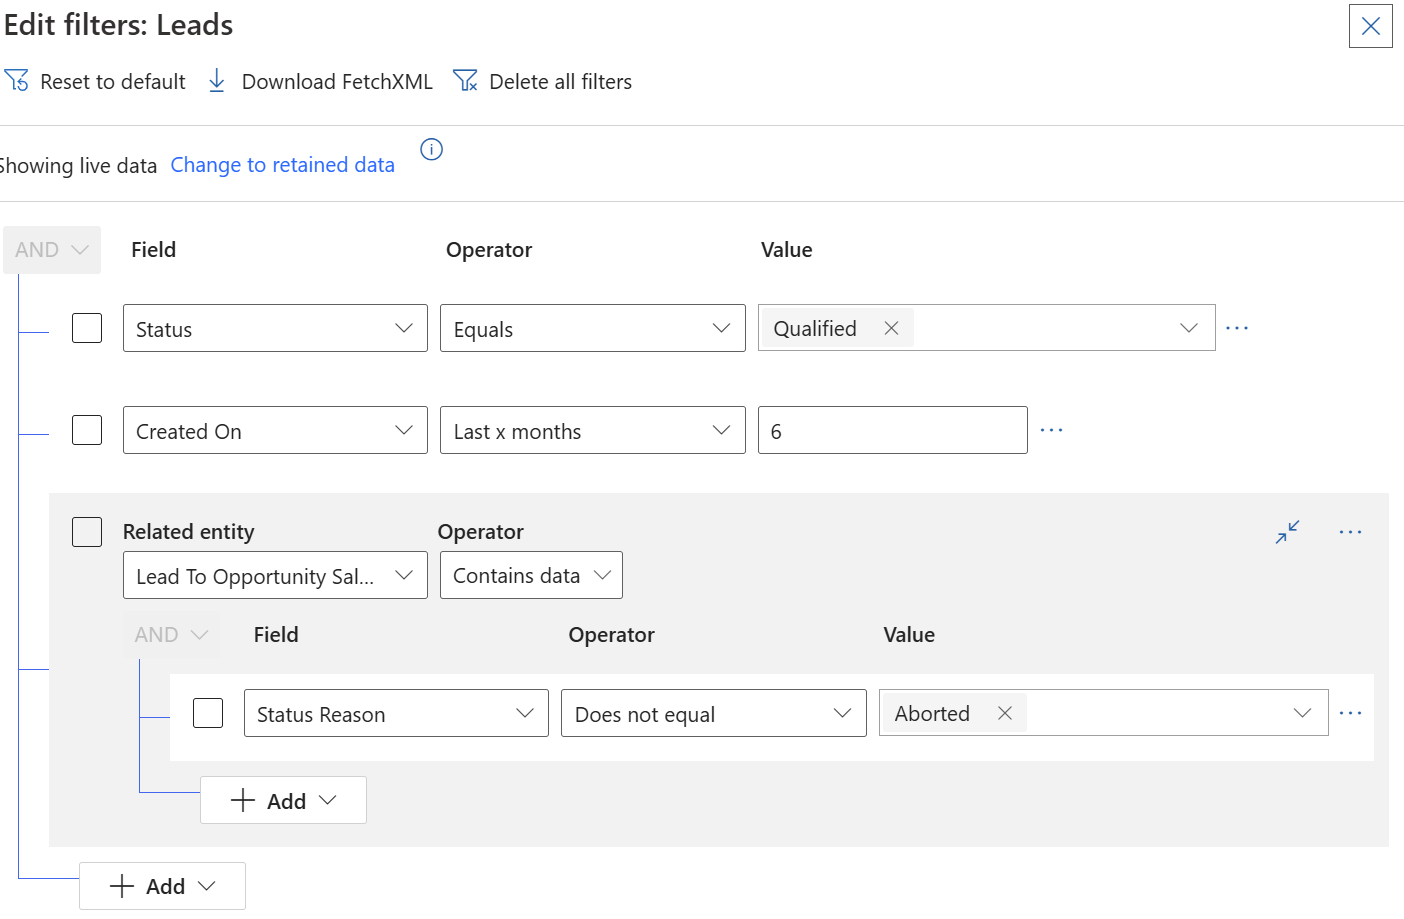 Edit filters: Leads
Reset to default Download FetchXML Delete all filters
Showing live data Change to retained data
AND Field Operator Value
Status Equals Qualified
Created On Last x months 6
Related entity Operator
Lead To Opportunity Sal... Contains data
AND Field Operator Value
Status Reason Does not equal Aborted
Add
Add